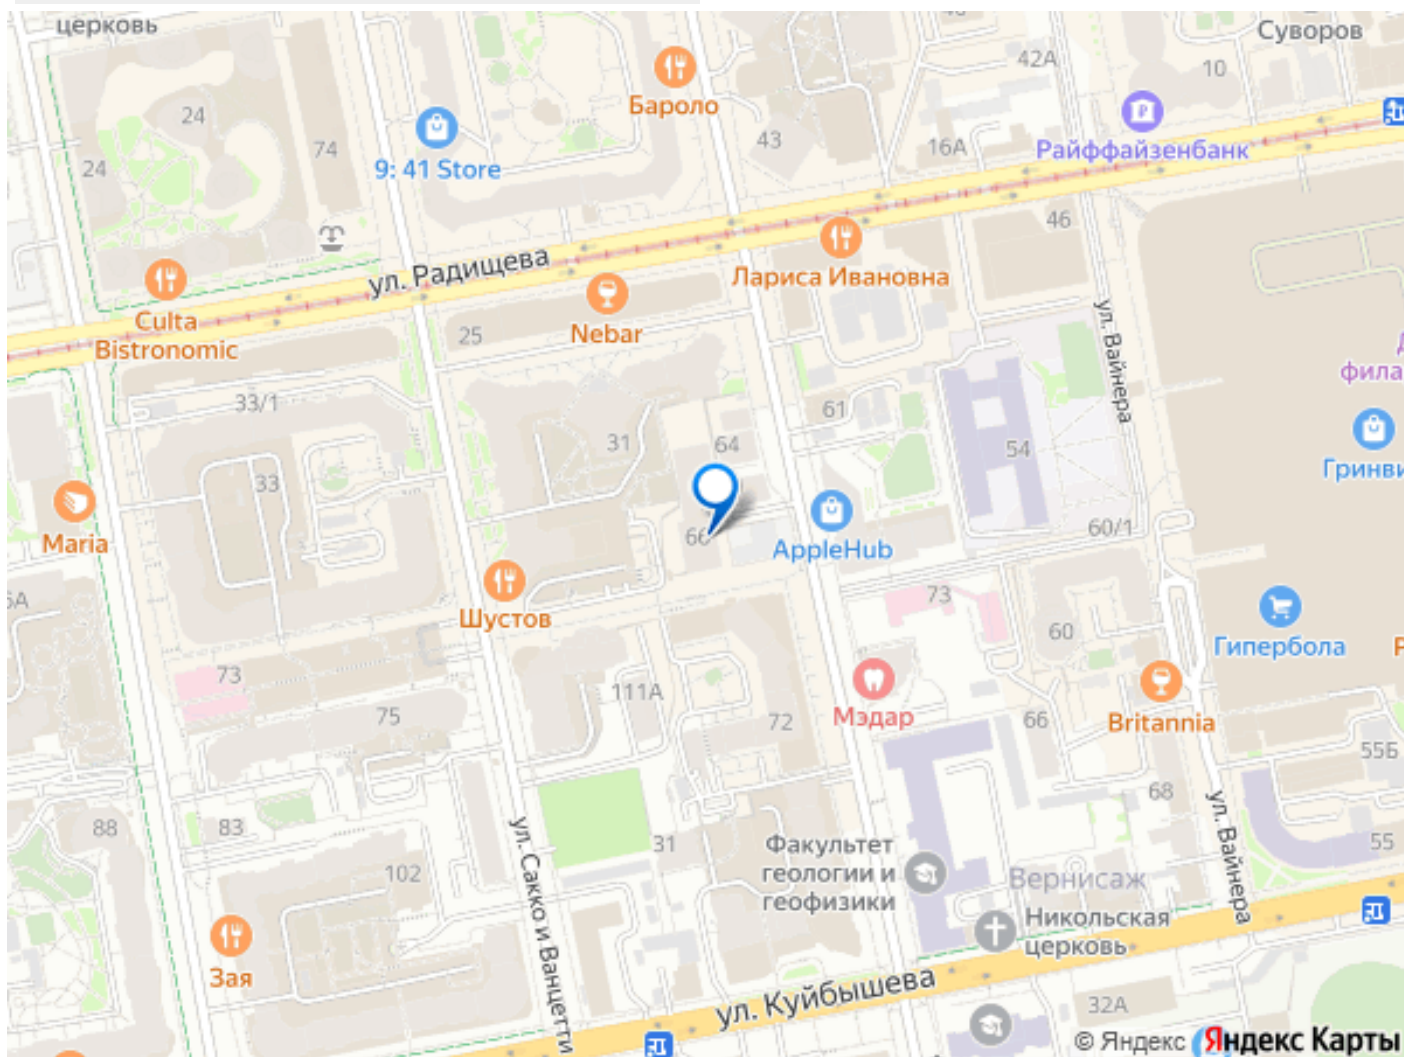 церковь
Суворов
42А
10
Бароло
24
74
9: 41 Store
24
43
16А
Райффайзенбанк
46
ул. Радищева
Лариса Ивановна
Culta
Bistronomic
25
Nebar
ул. Вайнера
33/1
61
31
64
54
Гринви
33
Maria
66
AppleHub
60/1
Шустов
73
60
Гипербола
73
111А
75
72
Мэдар
66
Britannia
55Б
68
88
83
31
102
ул. Сакко и Ванцетти
Факультет
геологии и
геофизики
Вернисаж
ул. Вайнера
55
Никольская
церковь
Зая
ул. Куйбышева
32А
© Яндекс Яндекс Карты